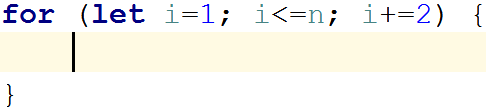 for (let i=1; i<=n; i+=2) {
}